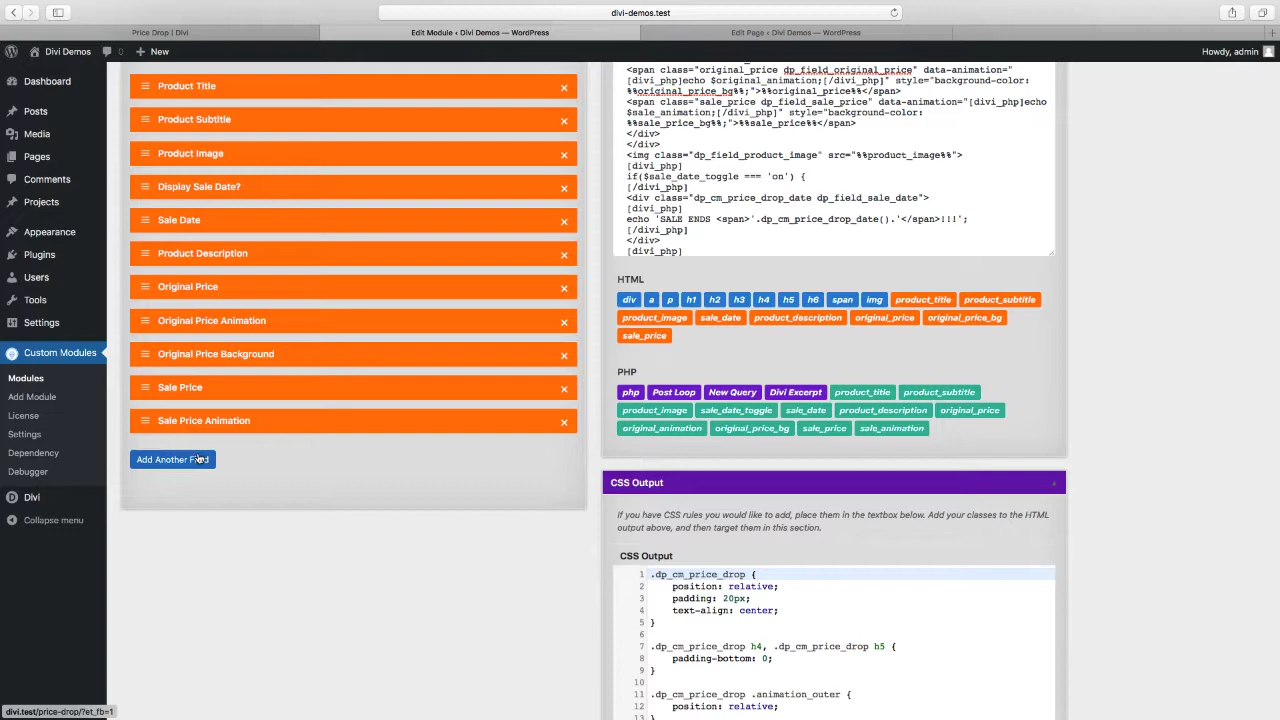 divi-demos.test
Price Drop | Divi
Edit Module ‹ Divi Demos — WordPress
Edit Page ‹ Divi Demos — WordPress
Divi Demos
0
New
Howdy, admin
Dashboard
Posts
Media
Pages
Comments
Projects
Appearance
Plugins
Users
Tools
Settings
Custom Modules
Modules
Add Module
License
Settings
Dependency
Debugger
Divi
Collapse menu
divi.test/price-drop/?et_fb=1
Product Title
Product Subtitle
Product Image
Display Sale Date?
Sale Date
Product Description
Original Price
Original Price Animation
Original Price Background
Sale Price
Sale Price Animation
Add Another
<span class="original_price dp_field_original_price" data-animation="
[divi_php]echo $original_animation;[/divi_php]" style="background-color:
%%original_price_bg%%;">%%original_price%%</span>
<span class="sale_price dp_field_sale_price" data-animation="[divi_php]echo
$sale_animation;[/divi_php]" style="background-color:
%%sale_price_bg%%;">%%sale_price%%</span>
</div>
</div>
<img class="dp_field_product_image" src="%%product_image%%">
[divi_php]
if($sale_date_toggle === 'on') {
[/divi_php]
<div class="dp_cm_price_drop_date dp_field_sale_date">
[divi_php]
echo 'SALE ENDS <span>'.dp_cm_price_drop_date().'</span>!!!';
[/divi_php]
</div>
[divi_php]
HTML
div a p h1 h2 h3 h4 h5 h6 span img product_title product_subtitle
product_image sale_date product_description original_price original_price_bg
sale_price
PHP
php Post Loop New Query Divi Excerpt product_title product_subtitle
product_image sale_date_toggle sale_date product_description original_price
original_animation original_price_bg sale_price sale_animation
CSS Output
If you have CSS rules you would like to add, place them in the textbox below. Add your classes to the HTML
output above, and then target them in this section.
CSS Output
1 .dp_cm_price_drop {
2 position: relative;
3 padding: 20px;
4 text-align: center;
5 }
6
7 .dp_cm_price_drop h4, .dp_cm_price_drop h5 {
8 padding-bottom: 0;
9 }
10
11 .dp_cm_price_drop .animation_outer {
12 position: relative;
13 }